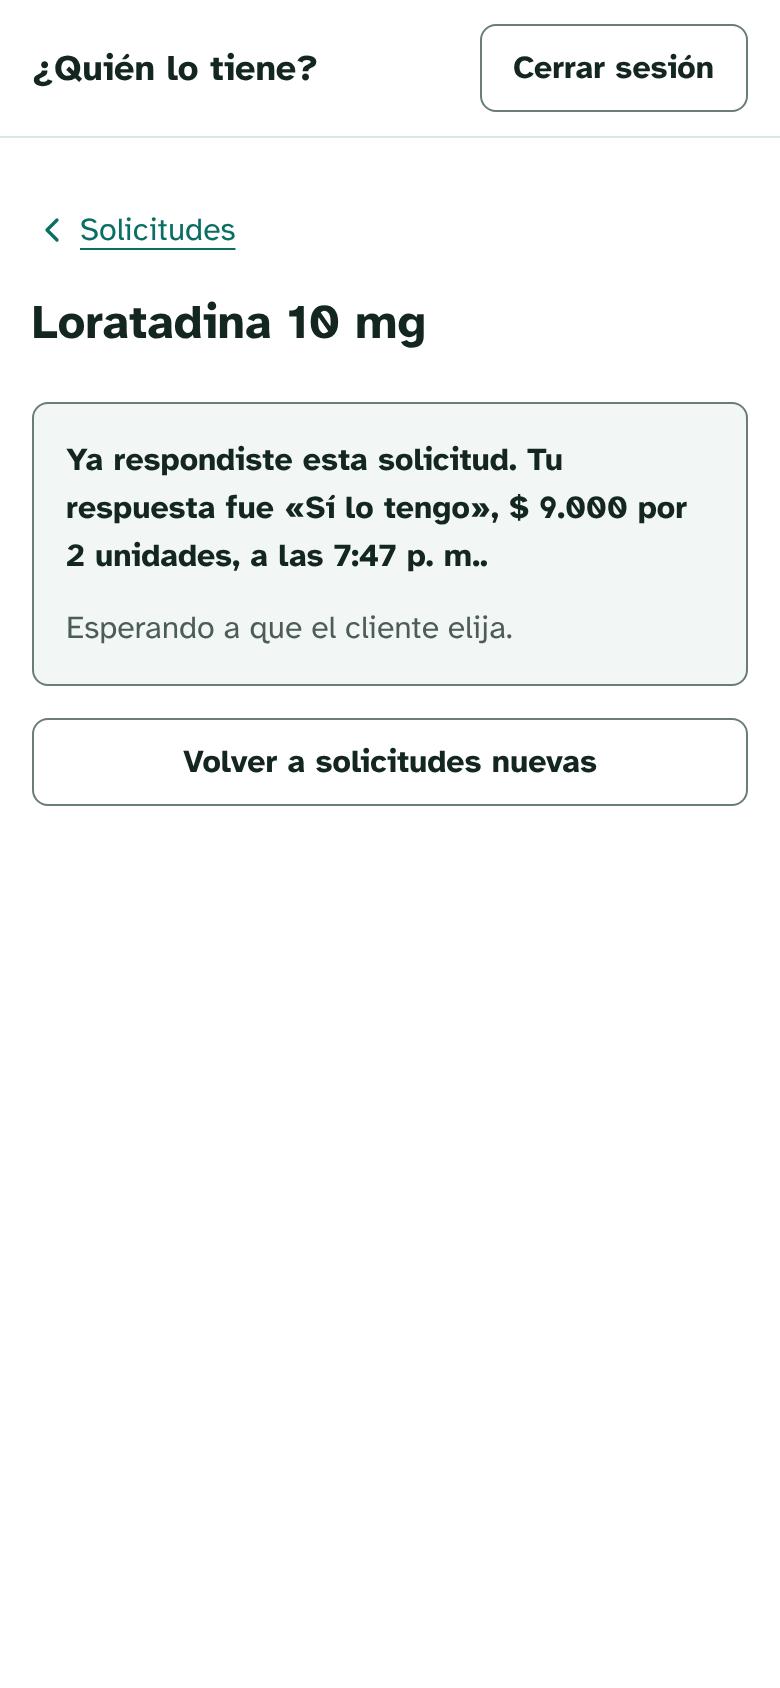 ¿Quién lo tiene?
Cerrar sesión
Solicitudes
Loratadina 10 mg
Ya respondiste esta solicitud. Tu
respuesta fue «Sí lo tengo», $ 9.000 por
2 unidades, a las 7:47 p. m..
Esperando a que el cliente elija.
Volver a solicitudes nuevas